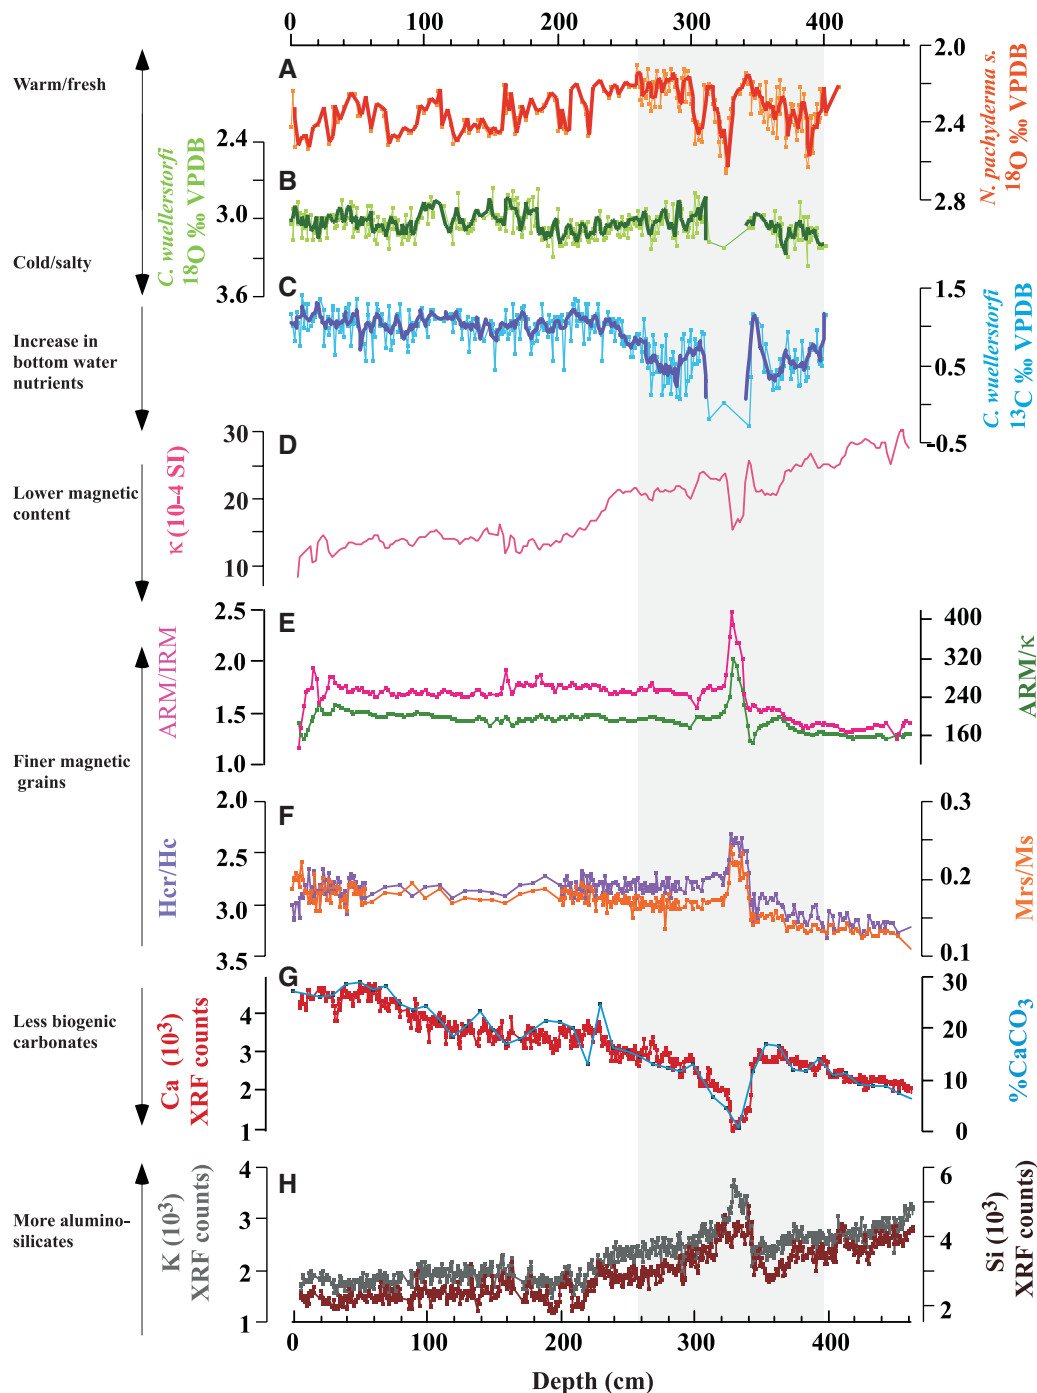 0 100 200 300 400
A
Warm/fresh
2.0
2.4
2.8
N. pachyderma s.
18O ‰ VPDB
B
2.4
3.0
3.6
C. wuellerstorfi
18O ‰ VPDB
Cold/salty
C
1.5
0.5
-0.5
C. wuellerstorfi
13C ‰ VPDB
Increase in
bottom water
nutrients
D
30
20
10
κ (10-4 SI)
Lower magnetic
content
E
2.5
2.0
1.5
1.0
ARM/IRM
400
320
240
160
ARM/κ
Finer magnetic
grains
F
2.0
2.5
3.0
3.5
Hcr/Hc
0.3
0.2
0.1
Mrs/Ms
G
4
3
2
1
Ca (10³)
XRF counts
30
20
10
0
%CaCO₃
Less biogenic
carbonates
H
4
3
2
1
K (10³)
XRF counts)
6
4
2
Si (10³)
XRF counts)
More alumino-
silicates
0 100 200 300 400
Depth (cm)